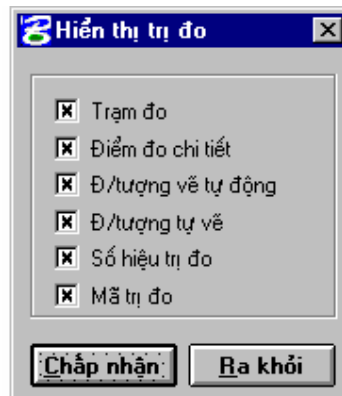 Hiển thị trị đo
Trạm đo
Điểm đo chi tiết
Đ/tượng vẽ tự động
Đ/tượng tự vẽ
Số hiệu trị đo
Mã trị đo
Chấp nhận Ra khỏi